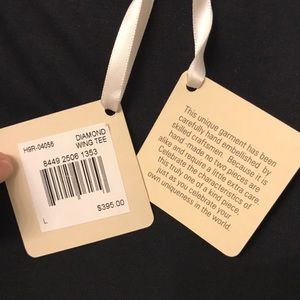 H9R-04056
DIAMOND
WING TEE
8449 2506 1353
L
$395.00
This unique garment has been
carefully hand embellished by
skilled craftsmen. Because it is
hand-made no two pieces are
alike and require a little extra care.
Celebrate the characteristics of
this truly one of a kind piece
just as you celebrate your
own uniqueness in the world.